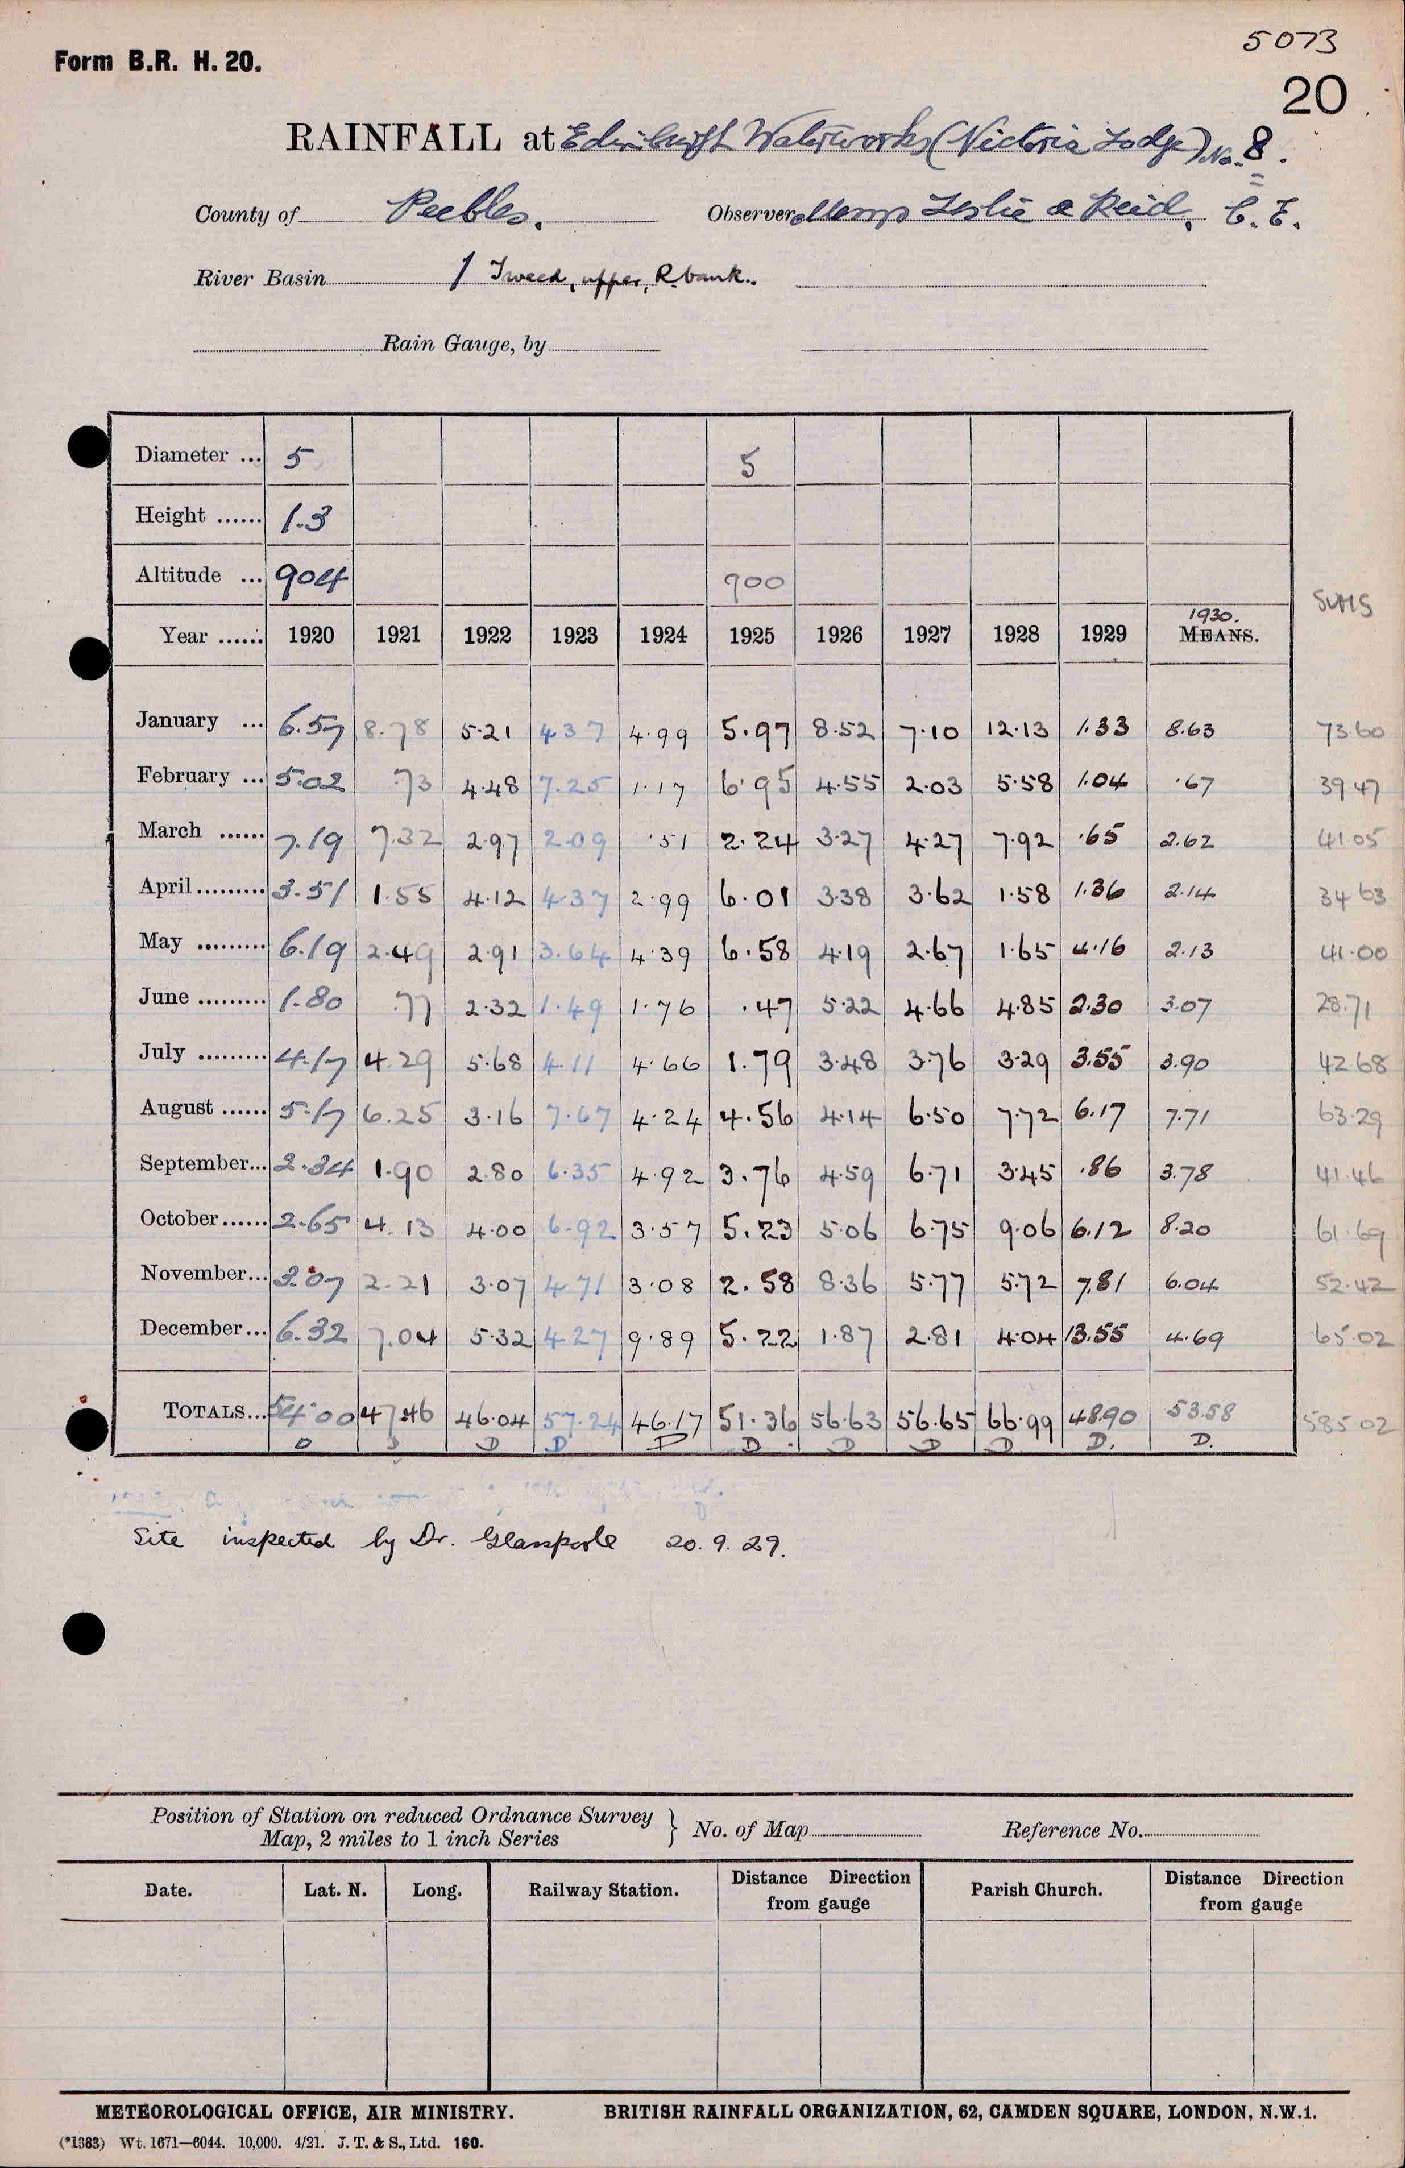 5073
Form B.R. H. 20.
20
RAINFALL at Edinburgh Waterworks (Victoria Lodge) No. 8.
County of Peebles. Observer Messrs Leslie & Reid, C.E.
River Basin / Tweed, upper, R. bank.
Rain Gauge, by
Diameter ... 5 5
Height ...... 1.3
Altitude ... 904 900
SUMS
1930.
Year ...... 1920 1921 1922 1923 1924 1925 1926 1927 1928 1929 MEANS.
January ... 6.57 8.78 5.21 4.37 4.99 5.97 8.52 7.10 12.13 1.33 8.63 73.60
February ... 5.02 .73 4.48 7.25 1.17 6.95 4.55 2.03 5.58 1.04 .67 39.47
March ...... 7.19 7.32 2.97 2.09 .51 2.24 3.27 4.27 7.92 .65 2.62 41.05
April ......... 3.51 1.55 4.12 4.37 2.99 6.01 3.38 3.62 1.58 1.36 2.14 34.63
May ......... 6.19 2.49 2.91 3.64 4.39 6.58 4.19 2.67 1.65 4.16 2.13 41.00
June ......... 1.80 .77 2.32 1.49 1.76 .47 5.22 4.66 4.85 2.30 3.07 28.71
July ......... 4.17 4.29 5.68 4.11 4.66 1.79 3.48 3.76 3.29 3.55 3.90 42.68
August ...... 5.17 6.25 3.16 7.67 4.24 4.56 4.14 6.50 7.72 6.17 7.71 63.29
September... 2.34 1.90 2.80 6.35 4.92 3.76 4.59 6.71 3.45 .86 3.78 41.46
October...... 2.65 4.13 4.00 6.92 3.57 5.23 5.06 6.75 9.06 6.12 8.20 61.69
November... 3.07 2.21 3.07 4.71 3.08 2.58 8.36 5.77 5.72 7.81 6.04 52.42
December... 6.32 7.04 5.32 4.27 9.89 5.22 1.87 2.81 4.04 13.55 4.69 65.02
TOTALS... 54.00 47.46 46.04 57.24 46.17 51.36 56.63 56.65 66.99 48.90 53.58 585.02
D D D D D D D D D D. D.
Site inspected by Dr. Glasspoole 20.9.29.
Position of Station on reduced Ordnance Survey
Map, 2 miles to 1 inch Series } No. of Map Reference No.
Date. Lat. N. Long. Railway Station. Distance Direction from gauge Parish Church. Distance Direction from gauge
METEOROLOGICAL OFFICE, AIR MINISTRY. BRITISH RAINFALL ORGANIZATION, 62, CAMDEN SQUARE, LONDON, N.W.1.
(*1383) Wt. 1671—6044. 10,000. 4/21. J. T. & S., Ltd. 160.